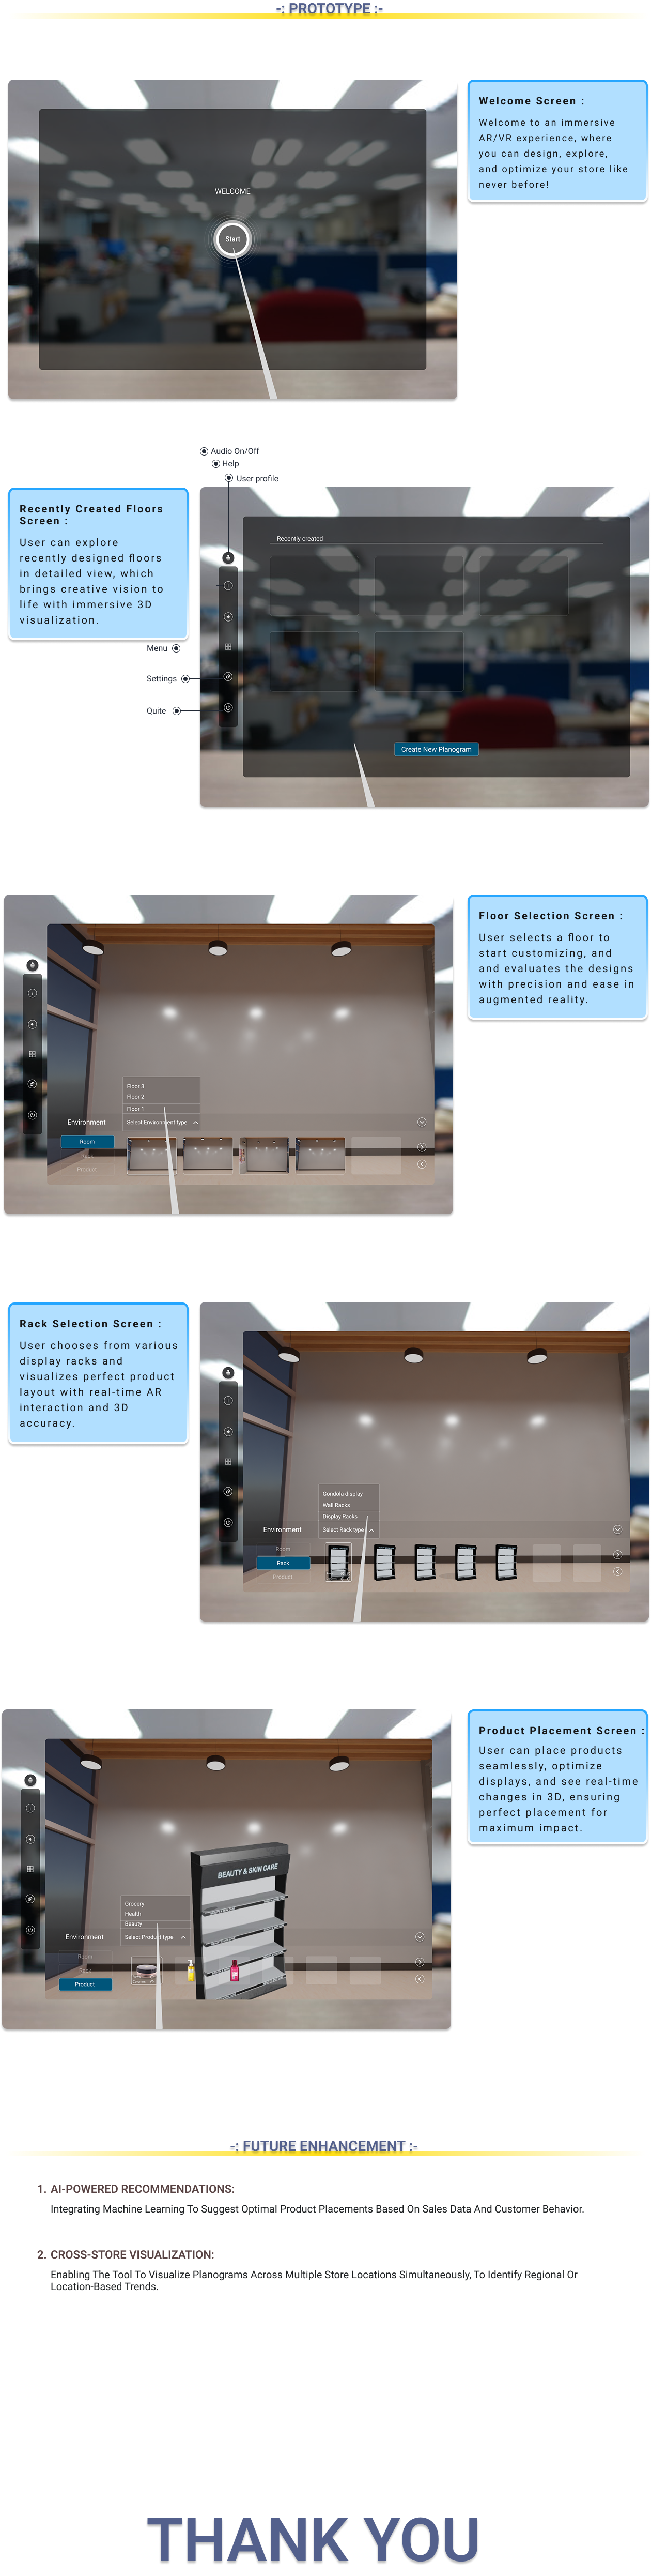 -: PROTOTYPE :-
WELCOME
Start
Welcome Screen :
Welcome to an immersive
AR/VR experience, where
you can design, explore,
and optimize your store like
never before!
Audio On/Off
Help
User profile
Recently Created Floors
Screen :
User can explore
recently designed floors
in detailed view, which
brings creative vision to
life with immersive 3D
visualization.
Menu
Settings
Quite
Recently created
Create New Planogram
Floor Selection Screen :
User selects a floor to
start customizing, and
and evaluates the designs
with precision and ease in
augmented reality.
Floor 3
Floor 2
Floor 1
Environment
Select Environment type
Room
Rack
Product
Rack Selection Screen :
User chooses from various
display racks and
visualizes perfect product
layout with real-time AR
interaction and 3D
accuracy.
Gondola display
Wall Racks
Display Racks
Environment
Select Rack type
Room
Rack
Product
Product Placement Screen :
User can place products
seamlessly, optimize
displays, and see real-time
changes in 3D, ensuring
perfect placement for
maximum impact.
BEAUTY & SKIN CARE
Grocery
Health
Beauty
Environment
Select Product type
Room
Rack
Product
-: FUTURE ENHANCEMENT :-
1. AI-POWERED RECOMMENDATIONS:
Integrating Machine Learning To Suggest Optimal Product Placements Based On Sales Data And Customer Behavior.
2. CROSS-STORE VISUALIZATION:
Enabling The Tool To Visualize Planograms Across Multiple Store Locations Simultaneously, To Identify Regional Or
Location-Based Trends.
THANK YOU